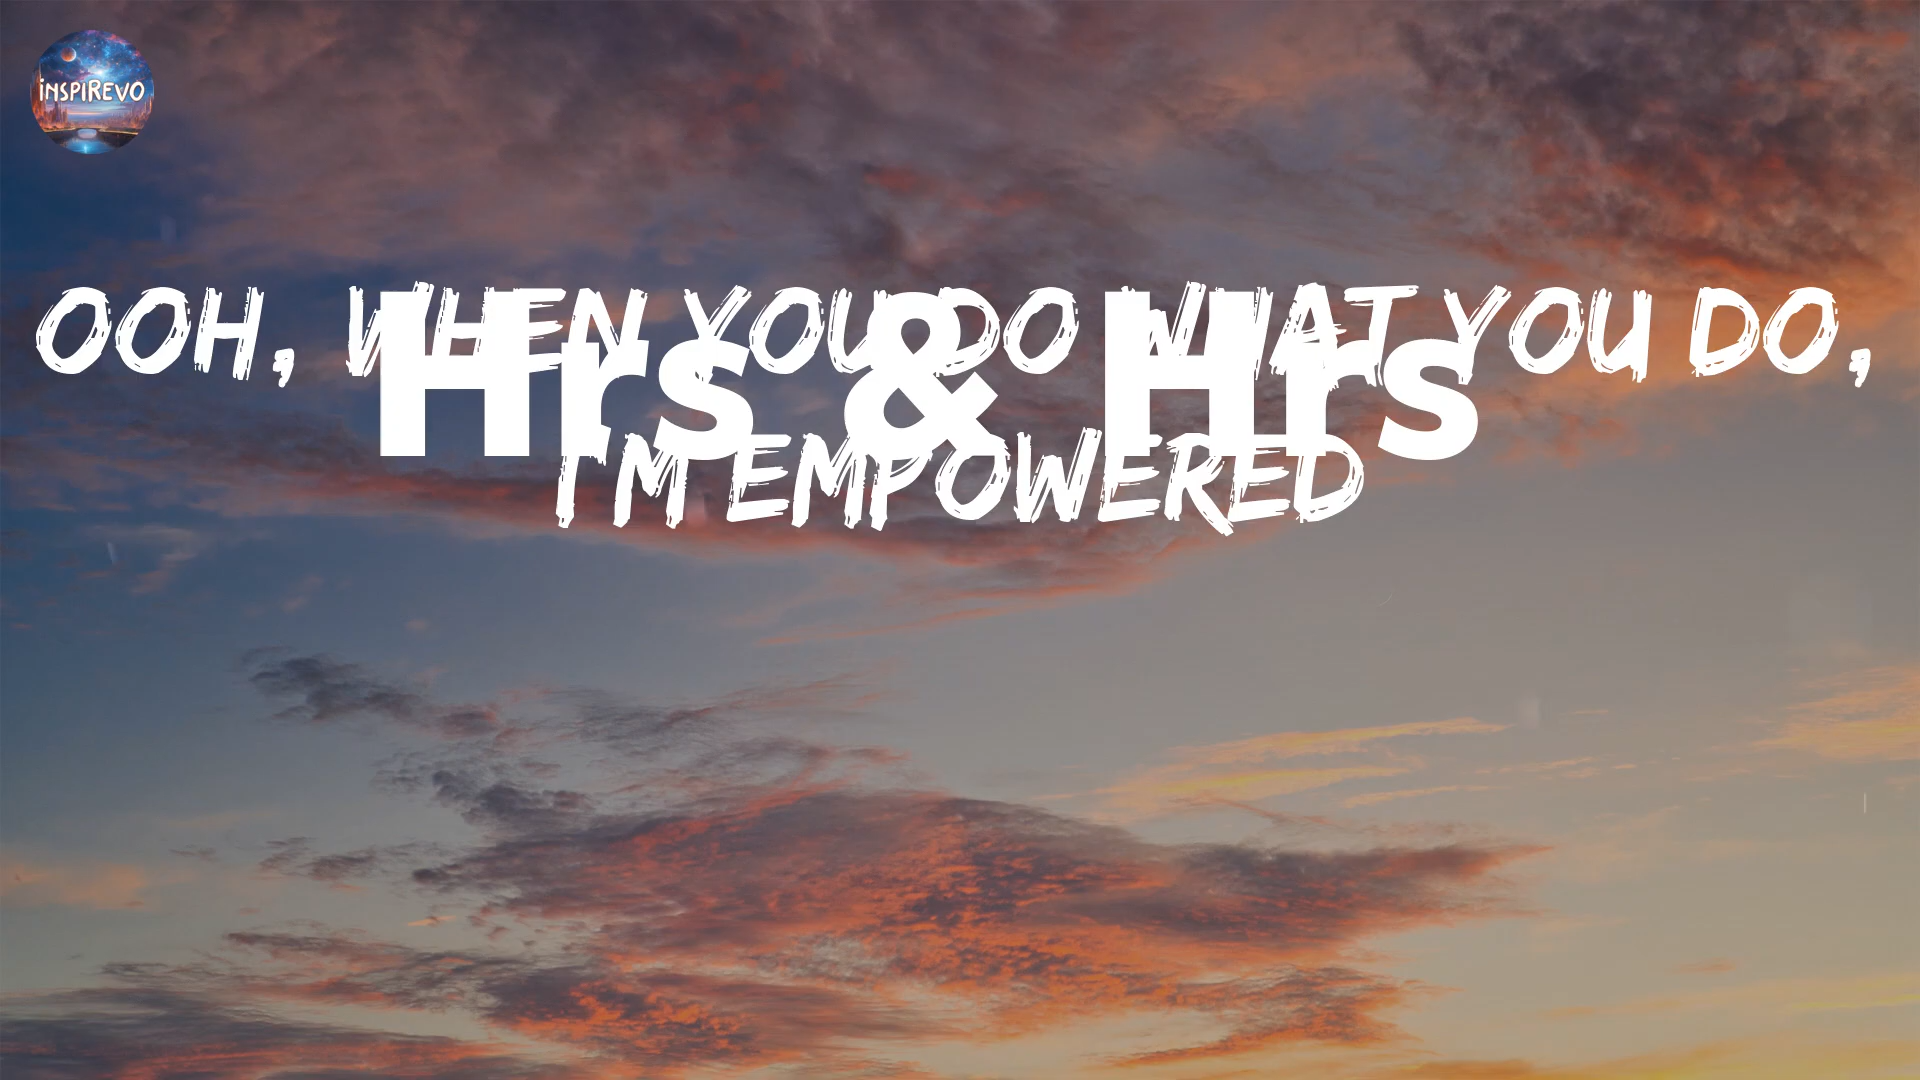 INSPIREVO
OOH, WHEN YOU DO WHAT YOU DO,
Hrs & Hrs
I'M EMPOWERED